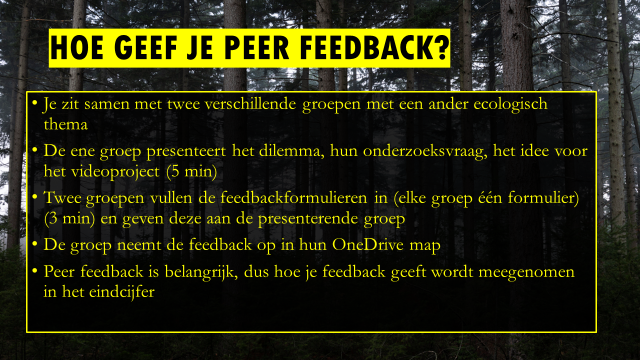 HOE GEEF JE PEER FEEDBACK?
• Je zit samen met twee verschillende groepen met een ander ecologisch
thema
• De ene groep presenteert het dilemma, hun onderzoeksvraag, het idee voor
het videoproject (5 min)
• Twee groepen vullen de feedbackformulieren in (elke groep één formulier)
(3 min) en geven deze aan de presenterende groep
• De groep neemt de feedback op in hun OneDrive map
• Peer feedback is belangrijk, dus hoe je feedback geeft wordt meegenomen
in het eindcijfer